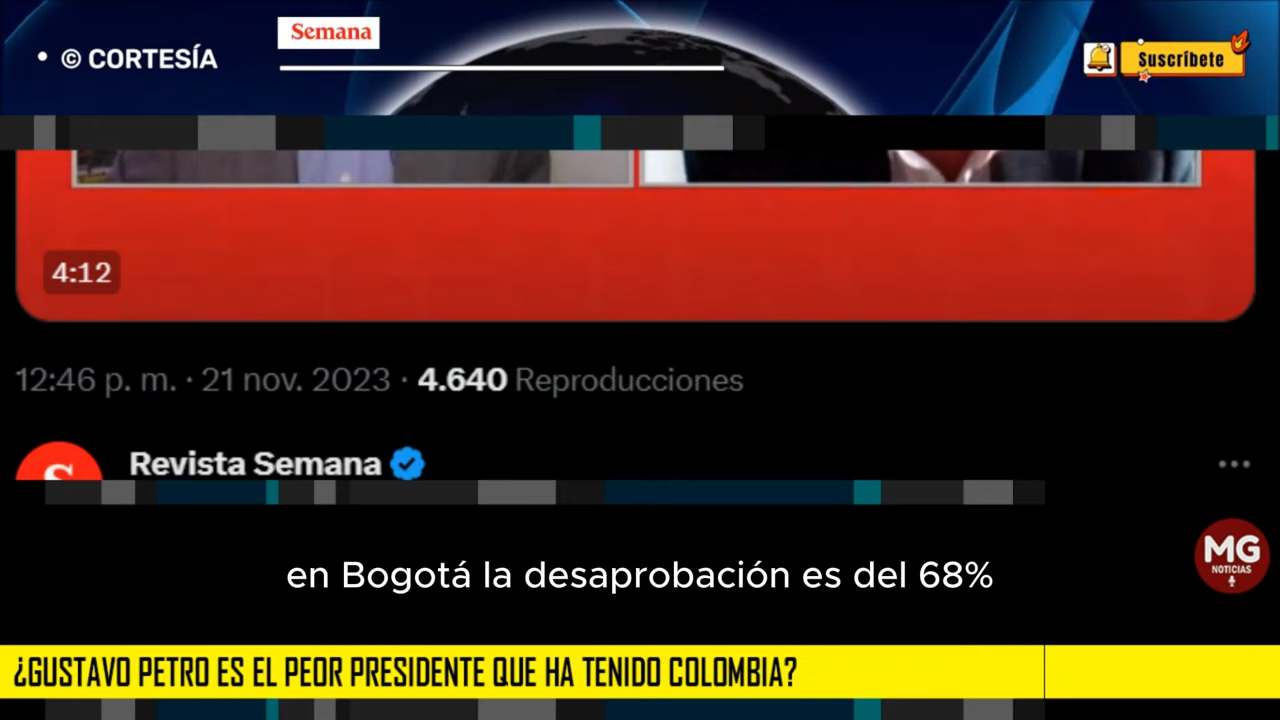 • © CORTESÍA
Semana
Suscríbete
4:12
12:46 p. m. · 21 nov. 2023 · 4.640 Reproducciones
S
Revista Semana
en Bogotá la desaprobación es del 68%
MG
NOTICIAS
¿GUSTAVO PETRO ES EL PEOR PRESIDENTE QUE HA TENIDO COLOMBIA?